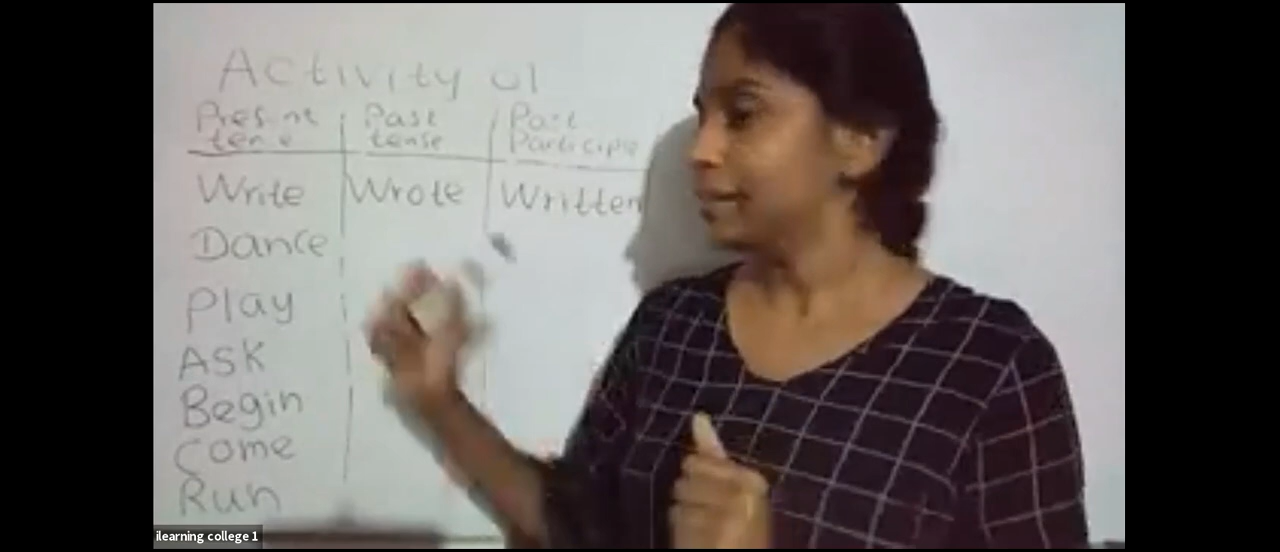 Activity 01
Present Past Past
tense tense Participle
Write Wrote Written
Dance
Play
Ask
Begin
Come
Run
ilearning college 1